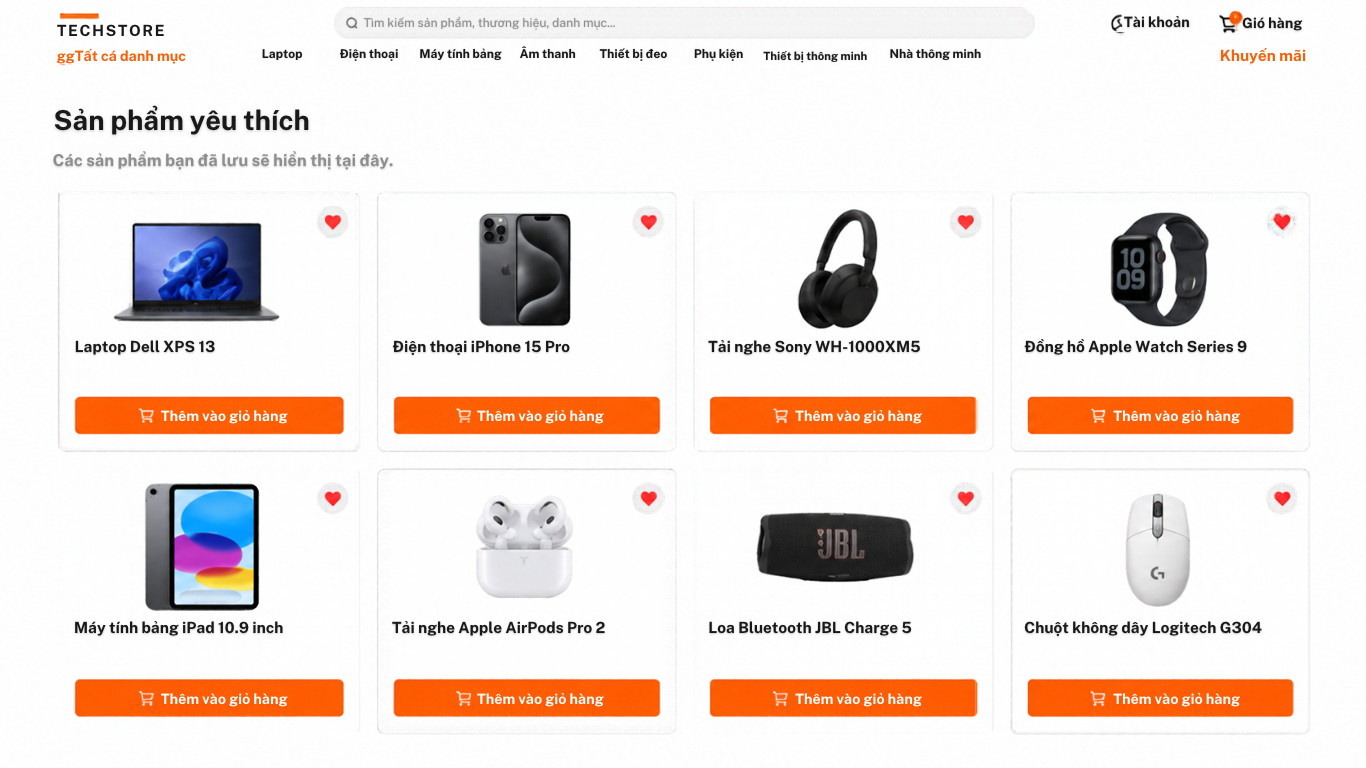 TECHSTORE
Tìm kiếm sản phẩm, thương hiệu, danh mục...
Tài khoản
Gió hàng
ggTất cá danh mục
Laptop
Điện thoại
Máy tính bảng
Âm thanh
Thiết bị đeo
Phụ kiện
Thiết bị thông minh
Nhà thông minh
Khuyến mãi
Sản phẩm yêu thích
Các sản phẩm bạn đã lưu sẽ hiển thị tại đây.
10
09
Laptop Dell XPS 13
Điện thoại iPhone 15 Pro
Tải nghe Sony WH-1000XM5
Đồng hồ Apple Watch Series 9
Thêm vào giỏ hàng
Thêm vào giỏ hàng
Thêm vào giỏ hàng
Thêm vào giỏ hàng
JBL
Máy tính bảng iPad 10.9 inch
Tải nghe Apple AirPods Pro 2
Loa Bluetooth JBL Charge 5
Chuột không dây Logitech G304
Thêm vào giỏ hàng
Thêm vào giỏ hàng
Thêm vào giỏ hàng
Thêm vào giỏ hàng